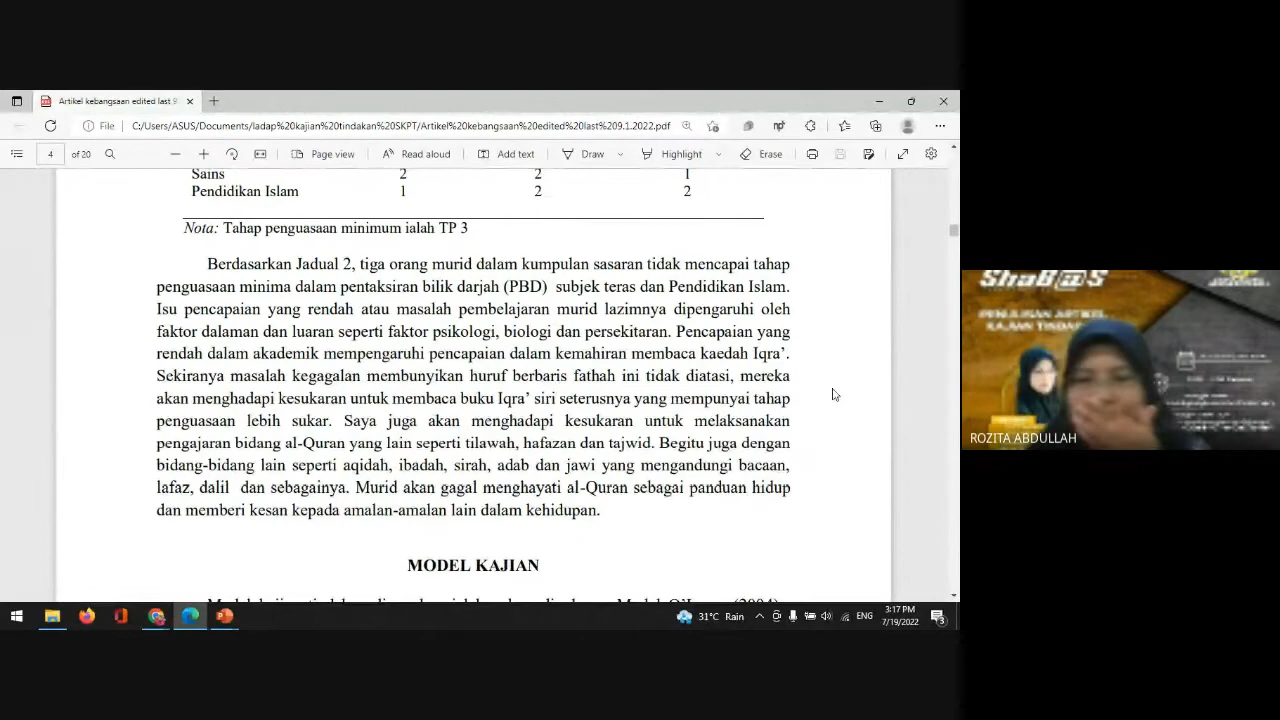 Artikel kebangsaan edited last 9
File
C:/Users/ASUS/Documents/ladap%20kajian%20tindakan%20SKPT/Artikel%20kebangsaan%20edited%20last%209.1.2022.pdf
4 of 20
Page view
Read aloud
Add text
Draw
Highlight
Erase
Sains 2 2 1
Pendidikan Islam 1 2 2
Nota: Tahap penguasaan minimum ialah TP 3
Berdasarkan Jadual 2, tiga orang murid dalam kumpulan sasaran tidak mencapai tahap
penguasaan minima dalam pentaksiran bilik darjah (PBD) subjek teras dan Pendidikan Islam.
Isu pencapaian yang rendah atau masalah pembelajaran murid lazimnya dipengaruhi oleh
faktor dalaman dan luaran seperti faktor psikologi, biologi dan persekitaran. Pencapaian yang
rendah dalam akademik mempengaruhi pencapaian dalam kemahiran membaca kaedah Iqra’.
Sekiranya masalah kegagalan membunyikan huruf berbaris fathah ini tidak diatasi, mereka
akan menghadapi kesukaran untuk membaca buku Iqra’ siri seterusnya yang mempunyai tahap
penguasaan lebih sukar. Saya juga akan menghadapi kesukaran untuk melaksanakan
pengajaran bidang al-Quran yang lain seperti tilawah, hafazan dan tajwid. Begitu juga dengan
bidang-bidang lain seperti aqidah, ibadah, sirah, adab dan jawi yang mengandungi bacaan,
lafaz, dalil dan sebagainya. Murid akan gagal menghayati al-Quran sebagai panduan hidup
dan memberi kesan kepada amalan-amalan lain dalam kehidupan.
MODEL KAJIAN
31°C Rain
ENG
3:17 PM
7/19/2022
3
Shab@S
PENULISAN ARTIKEL
KAJIAN TINDAKAN
ROZITA ABDULLAH